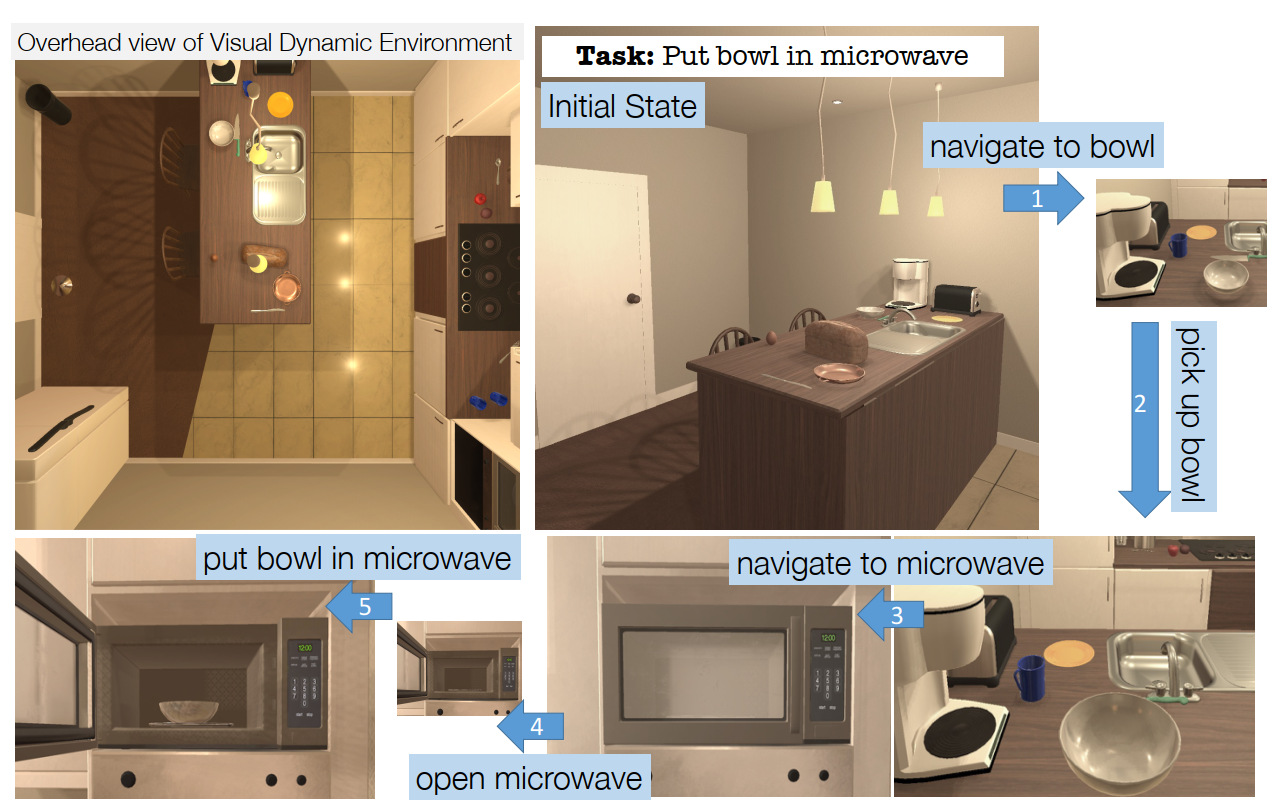 Overhead view of Visual Dynamic Environment
Task: Put bowl in microwave
Initial State
navigate to bowl
1
2
pick up bowl
navigate to microwave
3
12:00
open microwave
4
put bowl in microwave
5
12:00